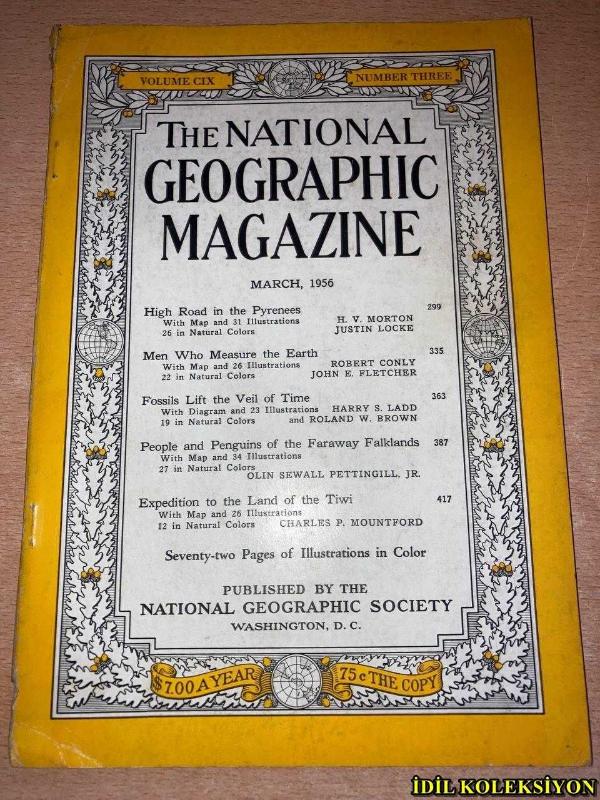 VOLUME CIX NUMBER THREE
THE NATIONAL
GEOGRAPHIC
MAGAZINE
MARCH, 1956
High Road in the Pyrenees 299
With Map and 31 Illustrations H. V. MORTON
26 in Natural Colors JUSTIN LOCKE
Men Who Measure the Earth 335
With Map and 26 Illustrations ROBERT CONLY
22 in Natural Colors JOHN E. FLETCHER
Fossils Lift the Veil of Time 363
With Diagram and 23 Illustrations HARRY S. LADD
19 in Natural Colors and ROLAND W. BROWN
People and Penguins of the Faraway Falklands 387
With Map and 34 Illustrations
27 in Natural Colors
OLIN SEWALL PETTINGILL, JR.
Expedition to the Land of the Tiwi 417
With Map and 26 Illustrations
12 in Natural Colors CHARLES P. MOUNTFORD
Seventy-two Pages of Illustrations in Color
PUBLISHED BY THE
NATIONAL GEOGRAPHIC SOCIETY
WASHINGTON, D. C.
$7.00 A YEAR 75¢ THE COPY
İDİL KOLEKSİYON